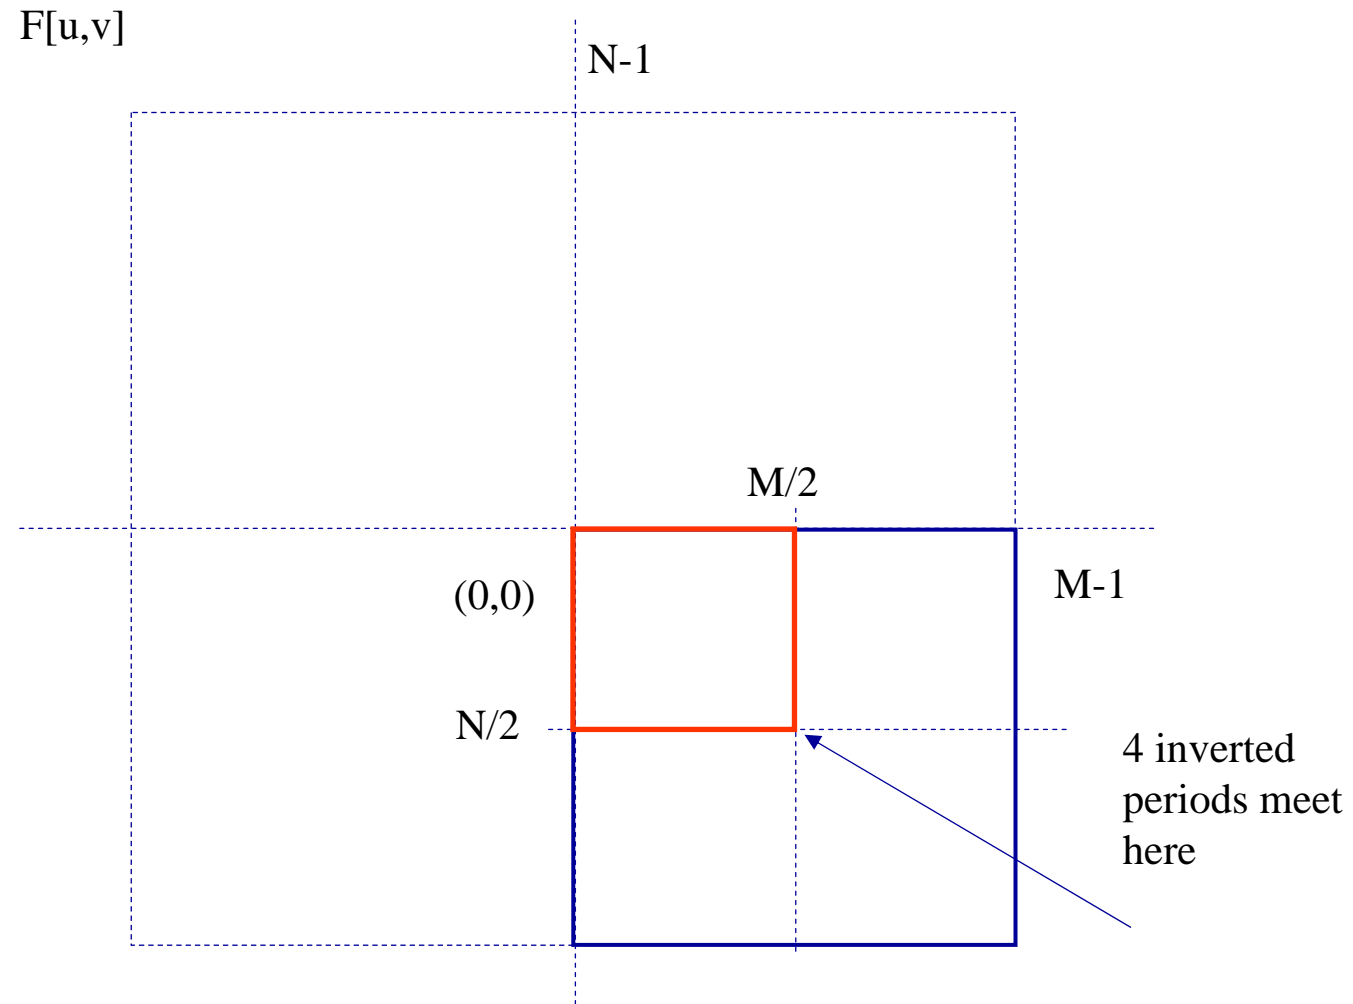 F[u,v]
N-1
M/2
(0,0)
M-1
N/2
4 inverted
periods meet
here